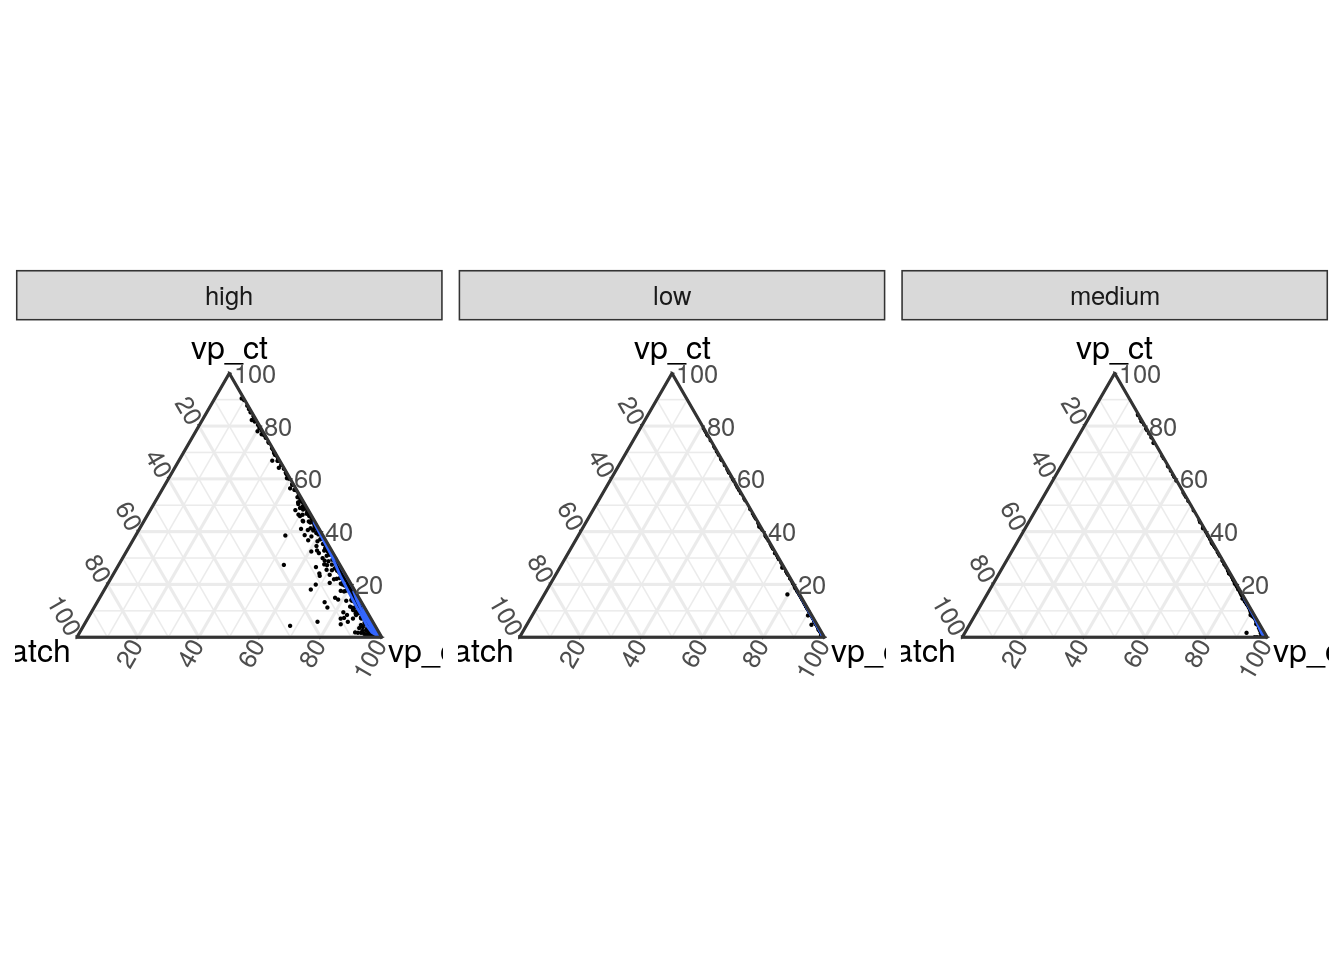 high low medium
vp_ct vp_ct vp_ct
100 100 100
20 80 20 80 20 80
40 60 40 60 40 60
60 40 60 40 60 40
80 20 80 20 80 20
100 100 100
atch 20 40 60 80 100 vp_ atch 20 40 60 80 100 vp_ atch 20 40 60 80 100 vp_